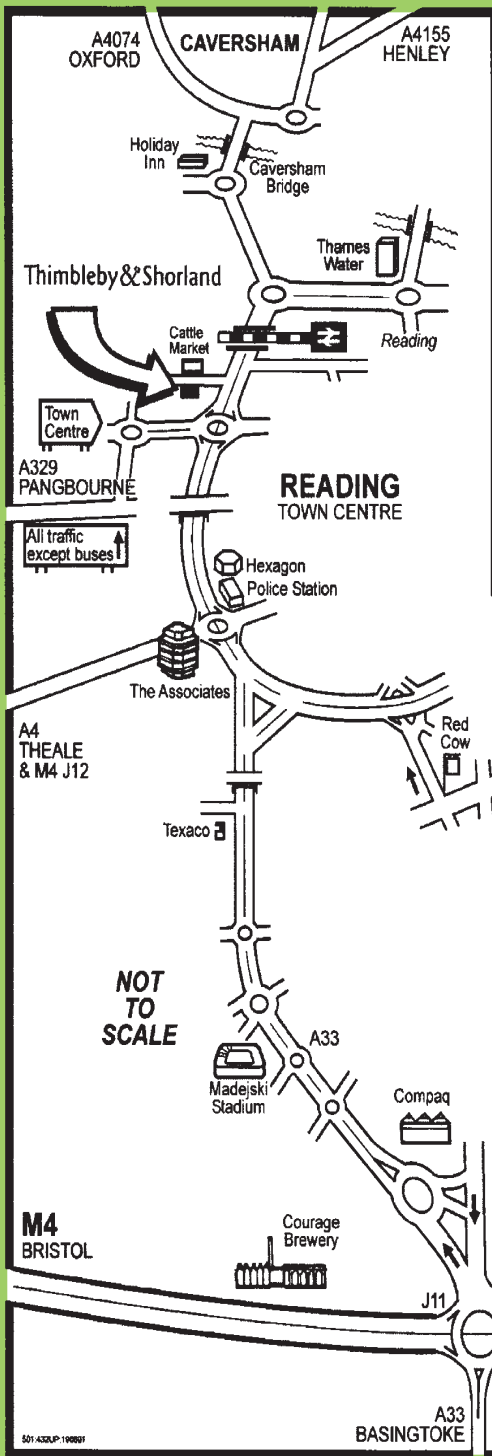 A4074
OXFORD
CAVERSHAM
A4155
HENLEY
Holiday
Inn
Caversham
Bridge
Thames
Water
Thimbleby & Shorland
Cattle
Market
Reading
Town
Centre
A329
PANGBOURNE
READING
TOWN CENTRE
All traffic
except buses
Hexagon
Police Station
The Associates
A4
THEALE
& M4 J12
Red
Cow
Texaco
NOT
TO
SCALE
A33
Madejski
Stadium
Compaq
M4
BRISTOL
Courage
Brewery
J11
A33
BASINGTOKE